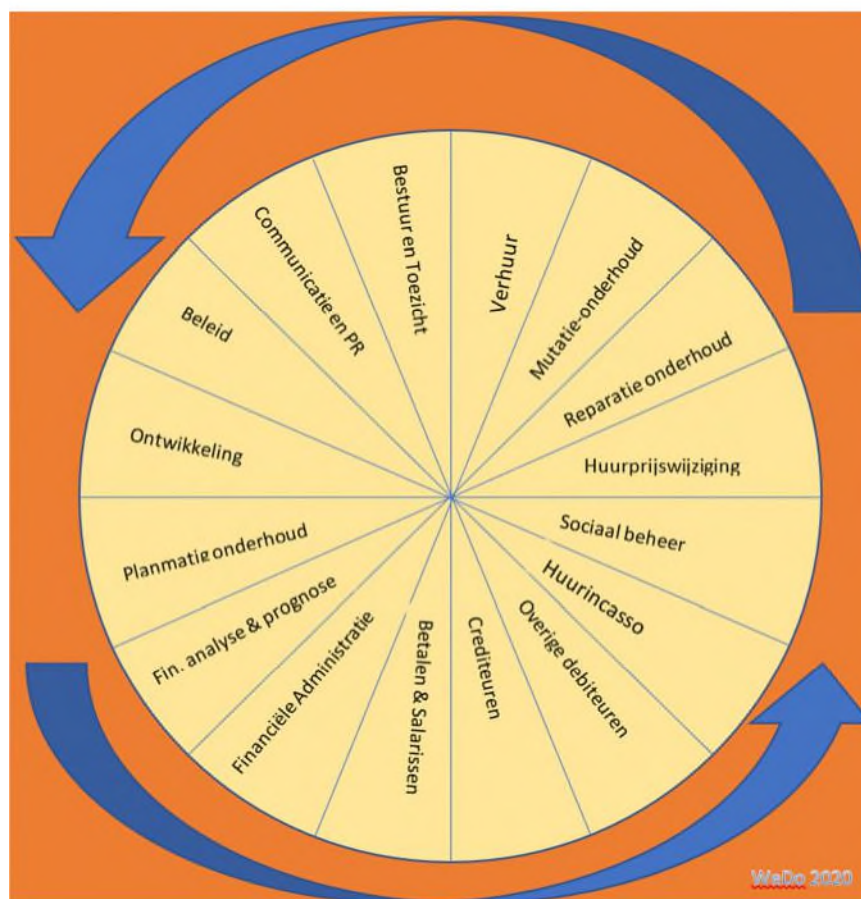 Bestuur en Toezicht
Verhuur
Mutatie-onderhoud
Reparatie onderhoud
Huurprijswijziging
Sociaal beheer
Huurincasso
Overige debiteuren
Crediteuren
Betalen & Salarissen
Financiële Administratie
Fin. analyse & prognose
Planmatig onderhoud
Ontwikkeling
Beleid
Communicatie en PR
WeDo 2020